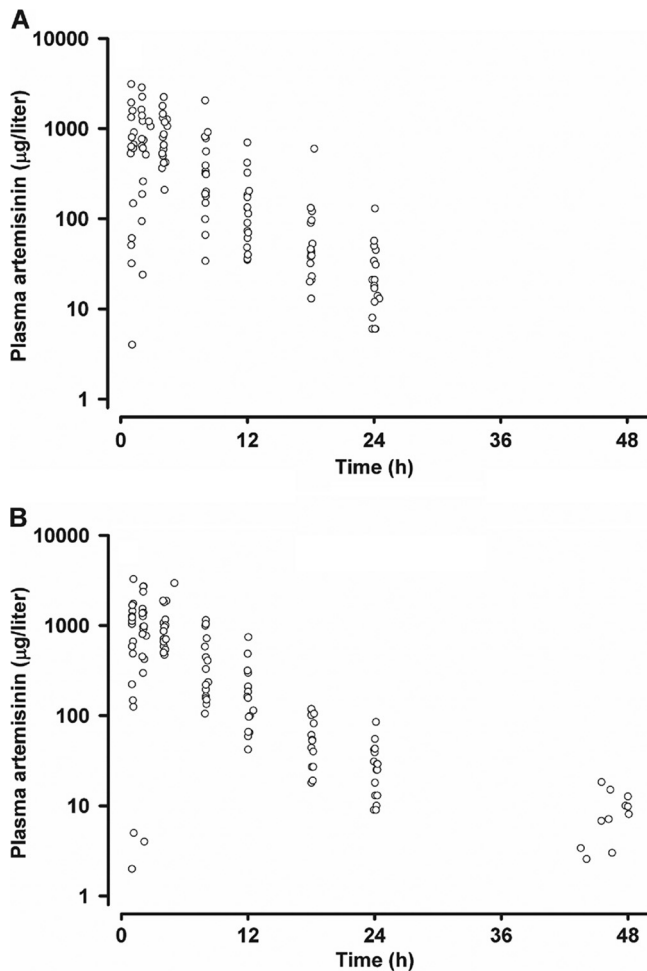 A
10000
1000
100
10
1
Plasma artemisinin (µg/liter)
0 12 24 36 48
Time (h)
B
10000
1000
100
10
1
Plasma artemisinin (µg/liter)
0 12 24 36 48
Time (h)